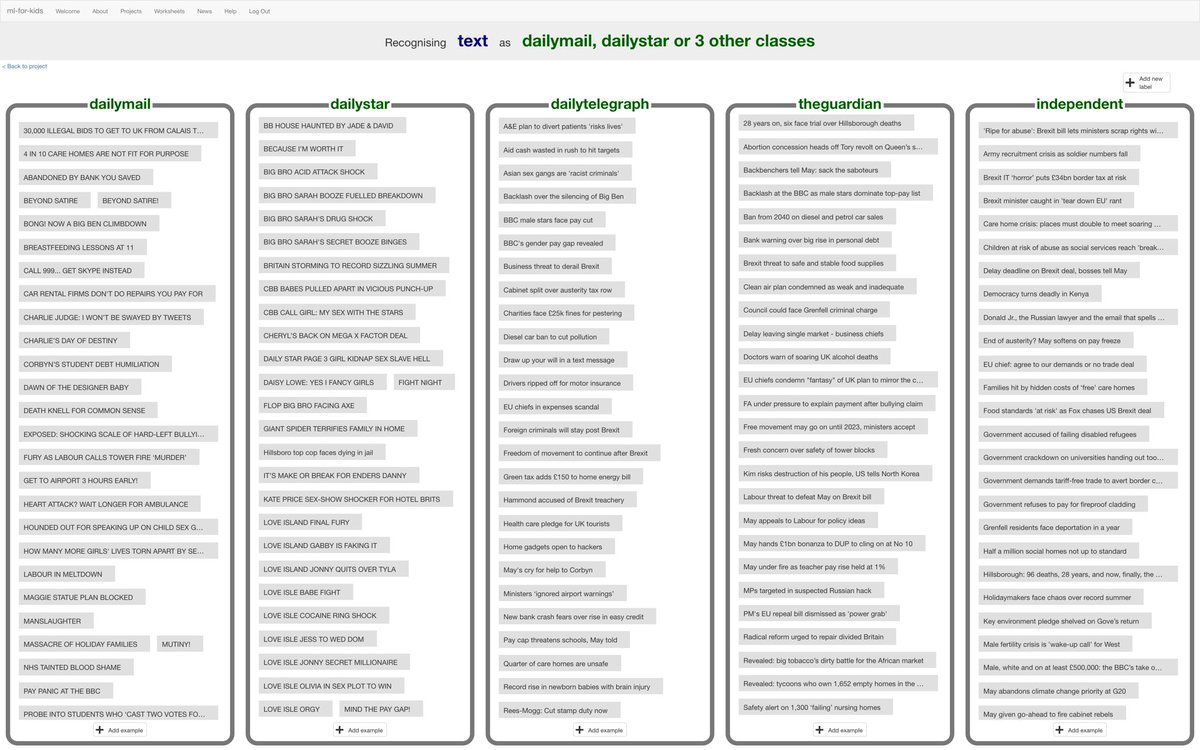 ml-for-kids Welcome About Projects Worksheets News Help Log Out
Recognising text as dailymail, dailystar or 3 other classes
< Back to project
Add new label
dailymail
30,000 ILLEGAL BIDS TO GET TO UK FROM CALAIS T...
4 IN 10 CARE HOMES ARE NOT FIT FOR PURPOSE
ABANDONED BY BANK YOU SAVED
BEYOND SATIRE BEYOND SATIRE!
BONG! NOW A BIG BEN CLIMBDOWN
BREASTFEEDING LESSONS AT 11
CALL 999... GET SKYPE INSTEAD
CAR RENTAL FIRMS DON'T DO REPAIRS YOU PAY FOR
CHARLIE JUDGE: I WON'T BE SWAYED BY TWEETS
CHARLIE'S DAY OF DESTINY
CORBYN'S STUDENT DEBT HUMILIATION
DAWN OF THE DESIGNER BABY
DEATH KNELL FOR COMMON SENSE
EXPOSED: SHOCKING SCALE OF HARD-LEFT BULLYI...
FURY AS LABOUR CALLS TOWER FIRE 'MURDER'
GET TO AIRPORT 3 HOURS EARLY!
HEART ATTACK? WAIT LONGER FOR AMBULANCE
HOUNDED OUT FOR SPEAKING UP ON CHILD SEX G...
HOW MANY MORE GIRLS' LIVES TORN APART BY SE...
LABOUR IN MELTDOWN
MAGGIE STATUE PLAN BLOCKED
MANSLAUGHTER
MASSACRE OF HOLIDAY FAMILIES MUTINY!
NHS TAINTED BLOOD SHAME
PAY PANIC AT THE BBC
PROBE INTO STUDENTS WHO 'CAST TWO VOTES FO...
Add example
dailystar
BB HOUSE HAUNTED BY JADE & DAVID
BECAUSE I'M WORTH IT
BIG BRO ACID ATTACK SHOCK
BIG BRO SARAH BOOZE FUELLED BREAKDOWN
BIG BRO SARAH'S DRUG SHOCK
BIG BRO SARAH'S SECRET BOOZE BINGES
BRITAIN STORMING TO RECORD SIZZLING SUMMER
CBB BABES PULLED APART IN VICIOUS PUNCH-UP
CBB CALL GIRL: MY SEX WITH THE STARS
CHERYL'S BACK ON MEGA X FACTOR DEAL
DAILY STAR PAGE 3 GIRL KIDNAP SEX SLAVE HELL
DAISY LOWE: YES I FANCY GIRLS FIGHT NIGHT
FLOP BIG BRO FACING AXE
GIANT SPIDER TERRIFIES FAMILY IN HOME
Hillsboro top cop faces dying in jail
IT'S MAKE OR BREAK FOR ENDERS DANNY
KATE PRICE SEX-SHOW SHOCKER FOR HOTEL BRITS
LOVE ISLAND FINAL FURY
LOVE ISLAND GABBY IS FAKING IT
LOVE ISLAND JONNY QUITS OVER TYLA
LOVE ISLE BABE FIGHT
LOVE ISLE COCAINE RING SHOCK
LOVE ISLE JESS TO WED DOM
LOVE ISLE JONNY SECRET MILLIONAIRE
LOVE ISLE OLIVIA IN SEX PLOT TO WIN
LOVE ISLE ORGY MIND THE PAY GAP!
Add example
dailytelegraph
A&E plan to divert patients 'risks lives'
Aid cash wasted in rush to hit targets
Asian sex gangs are 'racist criminals'
Backlash over the silencing of Big Ben
BBC male stars face pay cut
BBC's gender pay gap revealed
Business threat to derail Brexit
Cabinet split over austerity tax row
Charities face £25k fines for pestering
Diesel car ban to cut pollution
Draw up your will in a text message
Drivers ripped off for motor insurance
EU chiefs in expenses scandal
Foreign criminals will stay post Brexit
Freedom of movement to continue after Brexit
Green tax adds £150 to home energy bill
Hammond accused of Brexit treachery
Health care pledge for UK tourists
Home gadgets open to hackers
May's cry for help to Corbyn
Ministers 'ignored airport warnings'
New bank crash fears over rise in easy credit
Pay cap threatens schools, May told
Quarter of care homes are unsafe
Record rise in newborn babies with brain injury
Rees-Mogg: Cut stamp duty now
Add example
theguardian
28 years on, six face trial over Hillsborough deaths
Abortion concession heads off Tory revolt on Queen's s...
Backbenchers tell May: sack the saboteurs
Backlash at the BBC as male stars dominate top-pay list
Ban from 2040 on diesel and petrol car sales
Bank warning over big rise in personal debt
Brexit threat to safe and stable food supplies
Clean air plan condemned as weak and inadequate
Council could face Grenfell criminal charge
Delay leaving single market - business chiefs
Doctors warn of soaring UK alcohol deaths
EU chiefs condemn "fantasy" of UK plan to mirror the c...
FA under pressure to explain payment after bullying claim
Free movement may go on until 2023, ministers accept
Fresh concern over safety of tower blocks
Kim risks destruction of his people, US tells North Korea
Labour threat to defeat May on Brexit bill
May appeals to Labour for policy ideas
May hands £1bn bonanza to DUP to cling on at No 10
May under fire as teacher pay rise held at 1%
MPs targeted in suspected Russian hack
PM's EU repeal bill dismissed as 'power grab'
Radical reform urged to repair divided Britain
Revealed: big tobacco's dirty battle for the African market
Revealed: tycoons who own 1,652 empty homes in the ...
Safety alert on 1,300 'failing' nursing homes
Add example
independent
'Ripe for abuse': Brexit bill lets ministers scrap rights wi...
Army recruitment crisis as soldier numbers fall
Brexit IT 'horror' puts £34bn border tax at risk
Brexit minister caught in 'tear down EU' rant
Care home crisis: places must double to meet soaring ...
Children at risk of abuse as social services reach 'break...
Delay deadline on Brexit deal, bosses tell May
Democracy turns deadly in Kenya
Donald Jr., the Russian lawyer and the email that spells ...
End of austerity? May softens on pay freeze
EU chief: agree to our demands or no trade deal
Families hit by hidden costs of 'free' care homes
Food standards 'at risk' as Fox chases US Brexit deal
Government accused of failing disabled refugees
Government crackdown on universities handing out too...
Government demands tariff-free trade to avert border c...
Government refuses to pay for fireproof cladding
Grenfell residents face deportation in a year
Half a million social homes not up to standard
Hillsborough: 96 deaths, 28 years, and now, finally, the ...
Holidaymakers face chaos over record summer
Key environment pledge shelved on Gove's return
Male fertility crisis is 'wake-up call' for West
Male, white and on at least £500,000: the BBC's take o...
May abandons climate change priority at G20
May given go-ahead to fire cabinet rebels
Add example